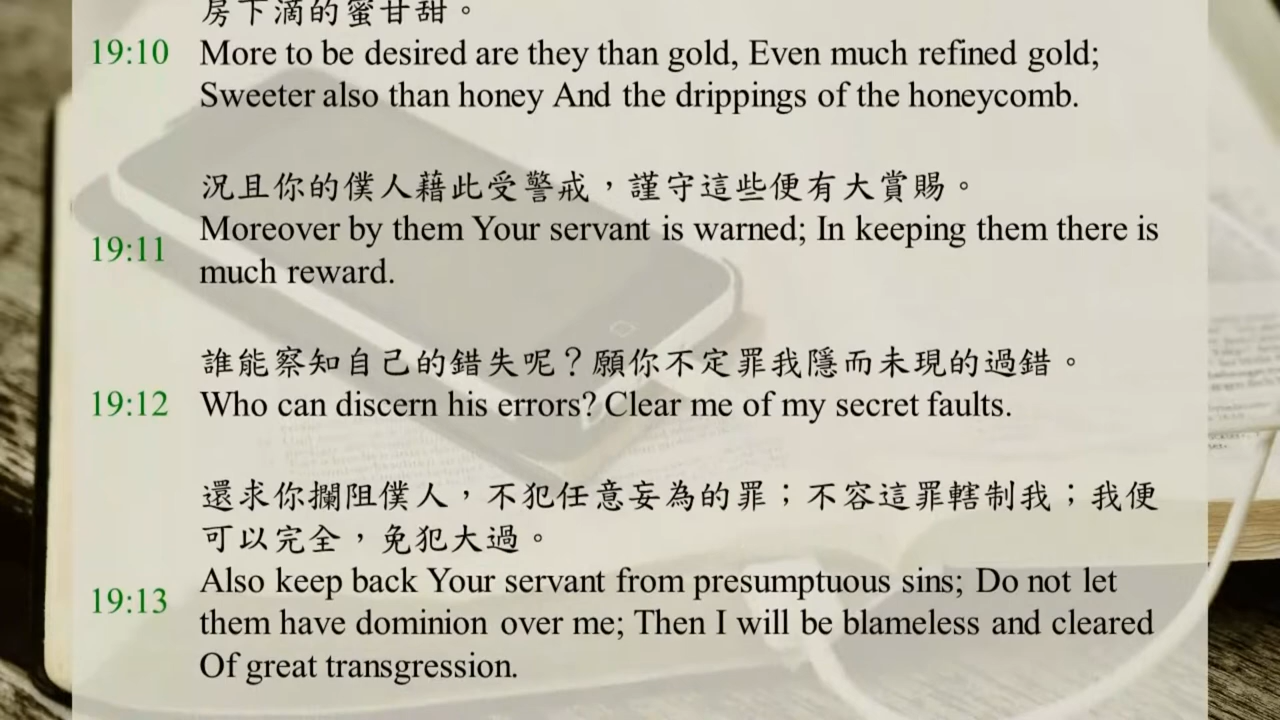 房下滴的蜜甘甜。
19:10 More to be desired are they than gold, Even much refined gold;
Sweeter also than honey And the drippings of the honeycomb.
況且你的僕人藉此受警戒，謹守這些便有大賞賜。
Moreover by them Your servant is warned; In keeping them there is
19:11
much reward.
誰能察知自己的錯失呢？願你不定罪我隱而未現的過錯。
19:12 Who can discern his errors? Clear me of my secret faults.
還求你攔阻僕人，不犯任意妄為的罪；不容這罪轄制我；我便
可以完全，免犯大過。
Also keep back Your servant from presumptuous sins; Do not let
19:13
them have dominion over me; Then I will be blameless and cleared
Of great transgression.